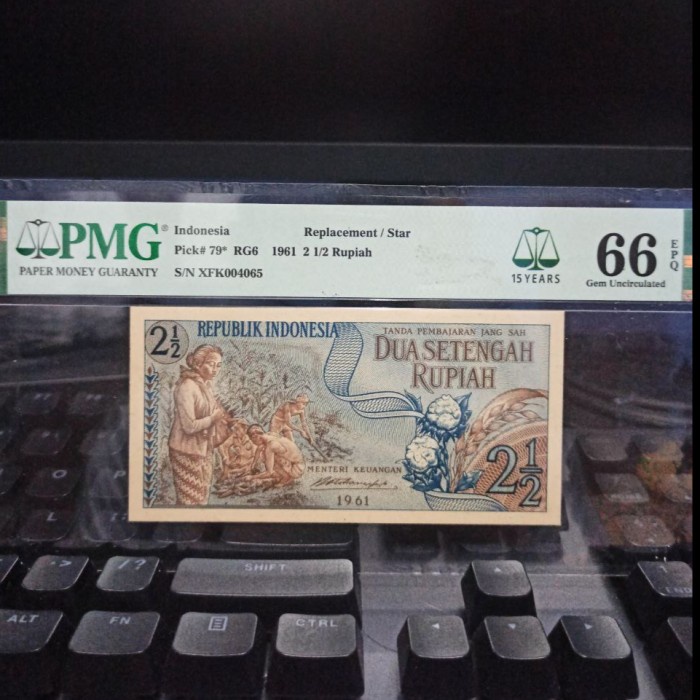 PMG®
PAPER MONEY GUARANTY
Indonesia Replacement / Star
Pick# 79* RG6 1961 2 1/2 Rupiah
S/N XFK004065
15 YEARS
66 EPQ
Gem Uncirculated
2½
REPUBLIK INDONESIA
TANDA PEMBAJARAN JANG SAH
DUA SETENGAH
RUPIAH
MENTERI KEUANGAN
1961
2½
O P
L
> /?
SHIFT
ALT FN CTRL
END